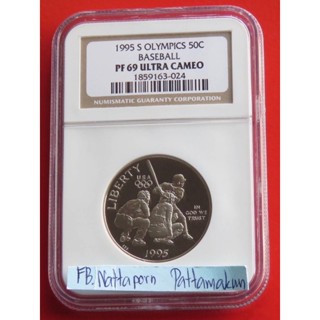 1995 S OLYMPICS 50C
BASEBALL
PF 69 ULTRA CAMEO
1859163-024
NUMISMATIC GUARANTY CORPORATION
LIBERTY
USA
IN
GOD WE
TRUST
1995
FB. Nattaporn Pattamakun